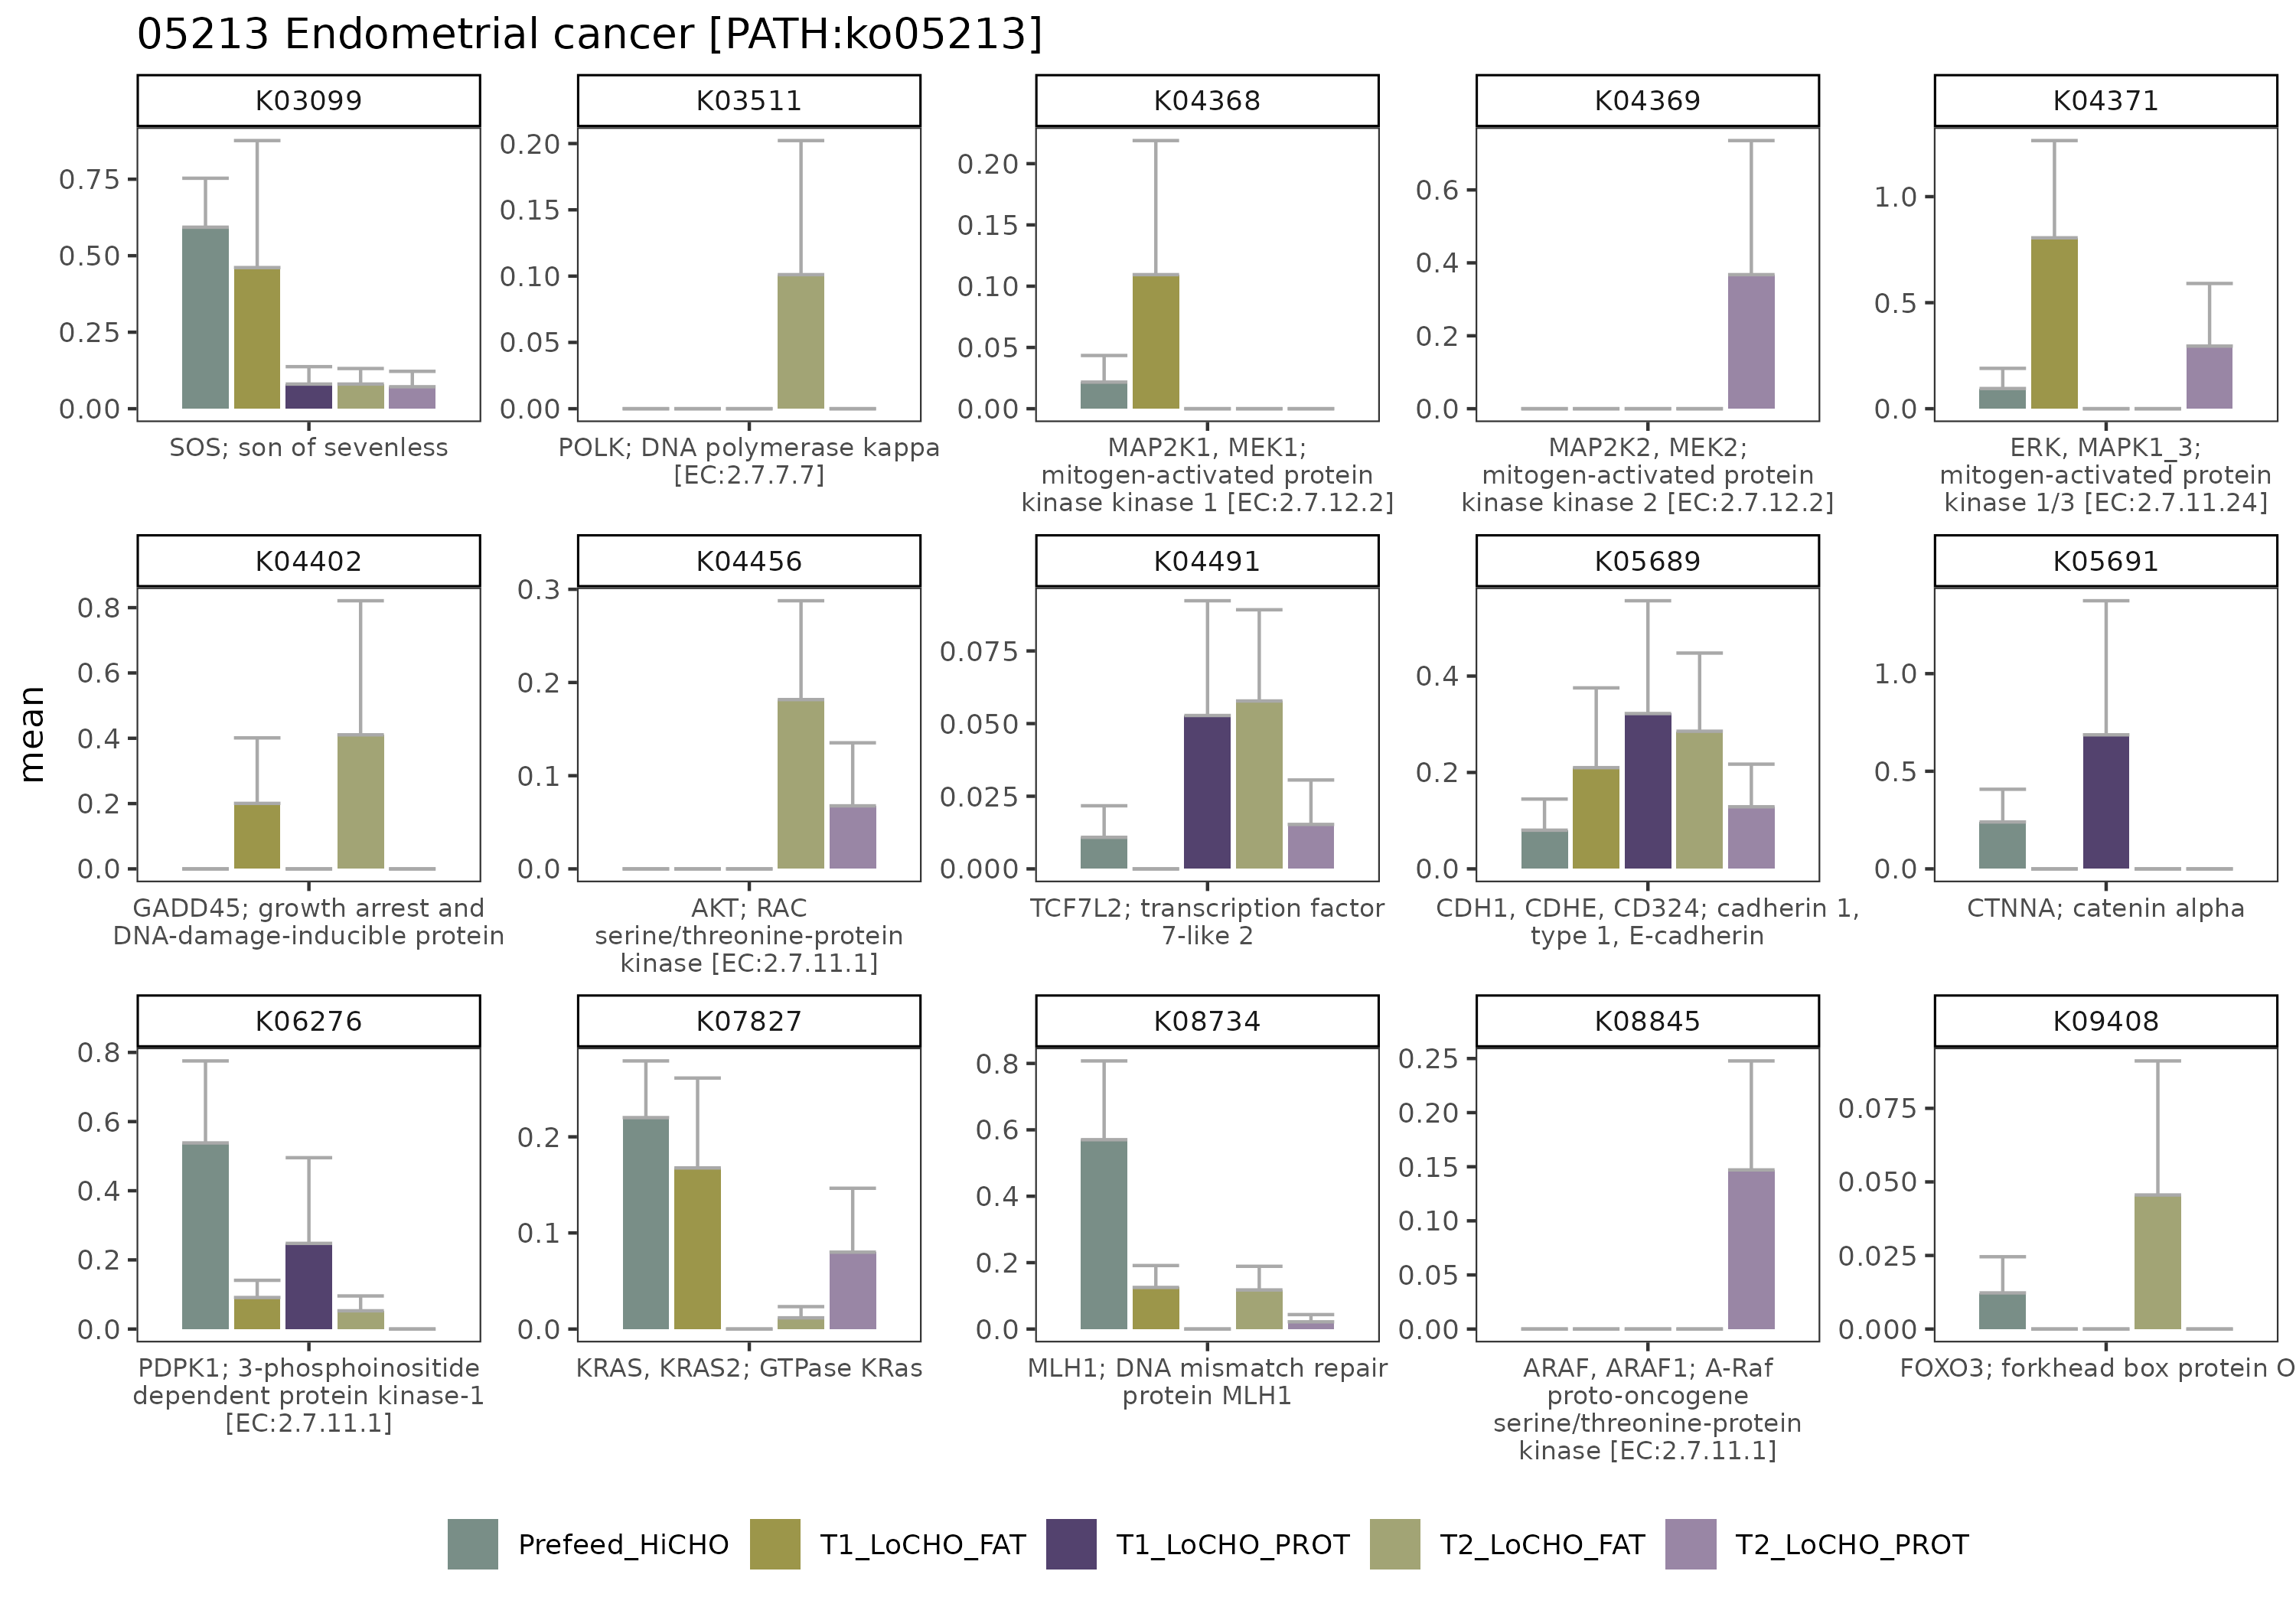 05213 Endometrial cancer [PATH:ko05213]
mean
K03099
0.75
0.50
0.25
0.00
SOS; son of sevenless
K03511
0.20
0.15
0.10
0.05
0.00
POLK; DNA polymerase kappa
[EC:2.7.7.7]
K04368
0.20
0.15
0.10
0.05
0.00
MAP2K1, MEK1;
mitogen-activated protein
kinase kinase 1 [EC:2.7.12.2]
K04369
0.6
0.4
0.2
0.0
MAP2K2, MEK2;
mitogen-activated protein
kinase kinase 2 [EC:2.7.12.2]
K04371
1.0
0.5
0.0
ERK, MAPK1_3;
mitogen-activated protein
kinase 1/3 [EC:2.7.11.24]
K04402
0.8
0.6
0.4
0.2
0.0
GADD45; growth arrest and
DNA-damage-inducible protein
K04456
0.3
0.2
0.1
0.0
AKT; RAC
serine/threonine-protein
kinase [EC:2.7.11.1]
K04491
0.075
0.050
0.025
0.000
TCF7L2; transcription factor
7-like 2
K05689
0.4
0.2
0.0
CDH1, CDHE, CD324; cadherin 1,
type 1, E-cadherin
K05691
1.0
0.5
0.0
CTNNA; catenin alpha
K06276
0.8
0.6
0.4
0.2
0.0
PDPK1; 3-phosphoinositide
dependent protein kinase-1
[EC:2.7.11.1]
K07827
0.2
0.1
0.0
KRAS, KRAS2; GTPase KRas
K08734
0.8
0.6
0.4
0.2
0.0
MLH1; DNA mismatch repair
protein MLH1
K08845
0.25
0.20
0.15
0.10
0.05
0.00
ARAF, ARAF1; A-Raf
proto-oncogene
serine/threonine-protein
kinase [EC:2.7.11.1]
K09408
0.075
0.050
0.025
0.000
FOXO3; forkhead box protein O
Prefeed_HiCHO
T1_LoCHO_FAT
T1_LoCHO_PROT
T2_LoCHO_FAT
T2_LoCHO_PROT